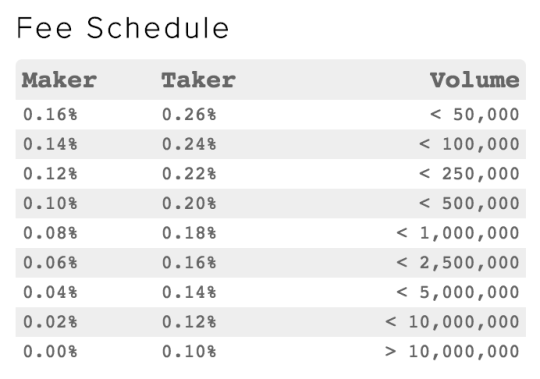 Fee Schedule
Maker Taker Volume
0.16% 0.26% < 50,000
0.14% 0.24% < 100,000
0.12% 0.22% < 250,000
0.10% 0.20% < 500,000
0.08% 0.18% < 1,000,000
0.06% 0.16% < 2,500,000
0.04% 0.14% < 5,000,000
0.02% 0.12% < 10,000,000
0.00% 0.10% > 10,000,000